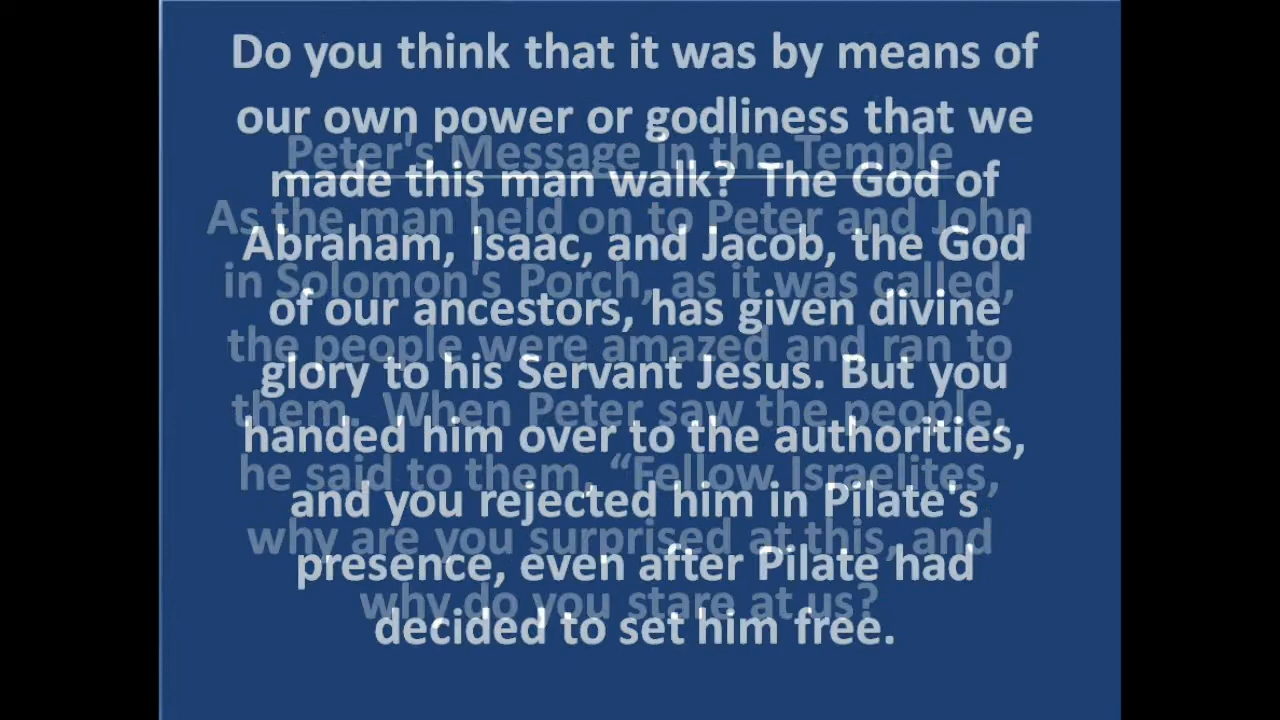 Do you think that it was by means of
our own power or godliness that we
made this man walk? The God of
Abraham, Isaac, and Jacob, the God
of our ancestors, has given divine
glory to his Servant Jesus. But you
handed him over to the authorities,
and you rejected him in Pilate's
presence, even after Pilate had
decided to set him free.
Peter's Message in the Temple
As the man held on to Peter and John
in Solomon's Porch, as it was called,
the people were amazed and ran to
them. When Peter saw the people,
he said to them, “Fellow Israelites,
why are you surprised at this, and
why do you stare at us?